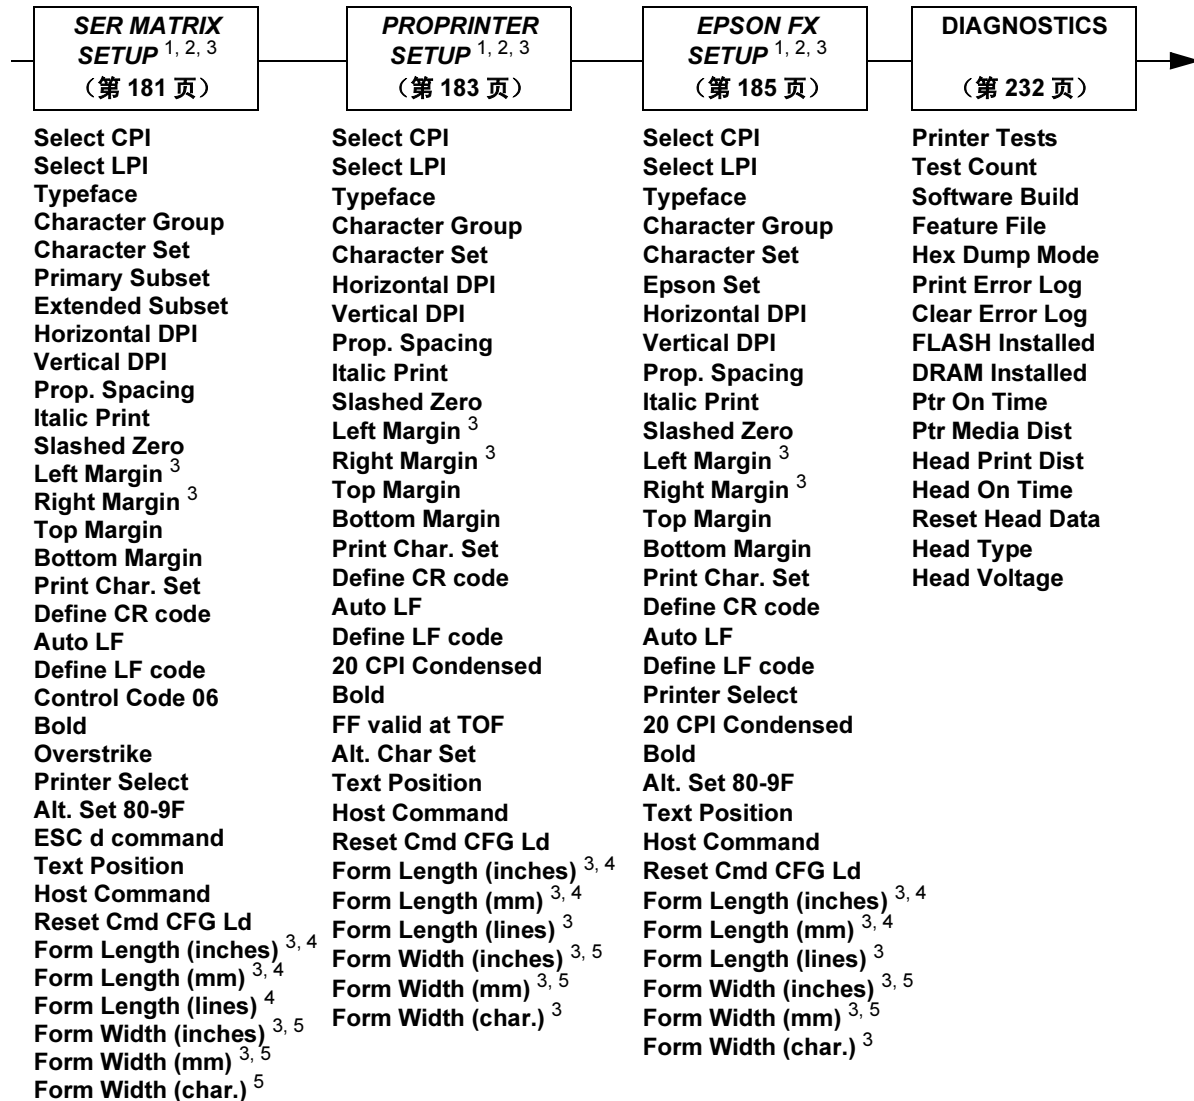 SER MATRIX
SETUP 1, 2, 3
（第 181 页）
Select CPI
Select LPI
Typeface
Character Group
Character Set
Primary Subset
Extended Subset
Horizontal DPI
Vertical DPI
Prop. Spacing
Italic Print
Slashed Zero
Left Margin 3
Right Margin 3
Top Margin
Bottom Margin
Print Char. Set
Define CR code
Auto LF
Define LF code
Control Code 06
Bold
Overstrike
Printer Select
Alt. Set 80-9F
ESC d command
Text Position
Host Command
Reset Cmd CFG Ld
Form Length (inches) 3, 4
Form Length (mm) 3, 4
Form Length (lines) 4
Form Width (inches) 3, 5
Form Width (mm) 3, 5
Form Width (char.) 5
PROPRINTER
SETUP 1, 2, 3
（第 183 页）
Select CPI
Select LPI
Typeface
Character Group
Character Set
Horizontal DPI
Vertical DPI
Prop. Spacing
Italic Print
Slashed Zero
Left Margin 3
Right Margin 3
Top Margin
Bottom Margin
Print Char. Set
Define CR code
Auto LF
Define LF code
20 CPI Condensed
Bold
FF valid at TOF
Alt. Char Set
Text Position
Host Command
Reset Cmd CFG Ld
Form Length (inches) 3, 4
Form Length (mm) 3, 4
Form Length (lines) 3
Form Width (inches) 3, 5
Form Width (mm) 3, 5
Form Width (char.) 3
EPSON FX
SETUP 1, 2, 3
（第 185 页）
Select CPI
Select LPI
Typeface
Character Group
Character Set
Epson Set
Horizontal DPI
Vertical DPI
Prop. Spacing
Italic Print
Slashed Zero
Left Margin 3
Right Margin 3
Top Margin
Bottom Margin
Print Char. Set
Define CR code
Auto LF
Define LF code
Printer Select
20 CPI Condensed
Bold
Alt. Set 80-9F
Text Position
Host Command
Reset Cmd CFG Ld
Form Length (inches) 3, 4
Form Length (mm) 3, 4
Form Length (lines) 3
Form Width (inches) 3, 5
Form Width (mm) 3, 5
Form Width (char.) 3
DIAGNOSTICS
（第 232 页）
Printer Tests
Test Count
Software Build
Feature File
Hex Dump Mode
Print Error Log
Clear Error Log
FLASH Installed
DRAM Installed
Ptr On Time
Ptr Media Dist
Head Print Dist
Head On Time
Reset Head Data
Head Type
Head Voltage